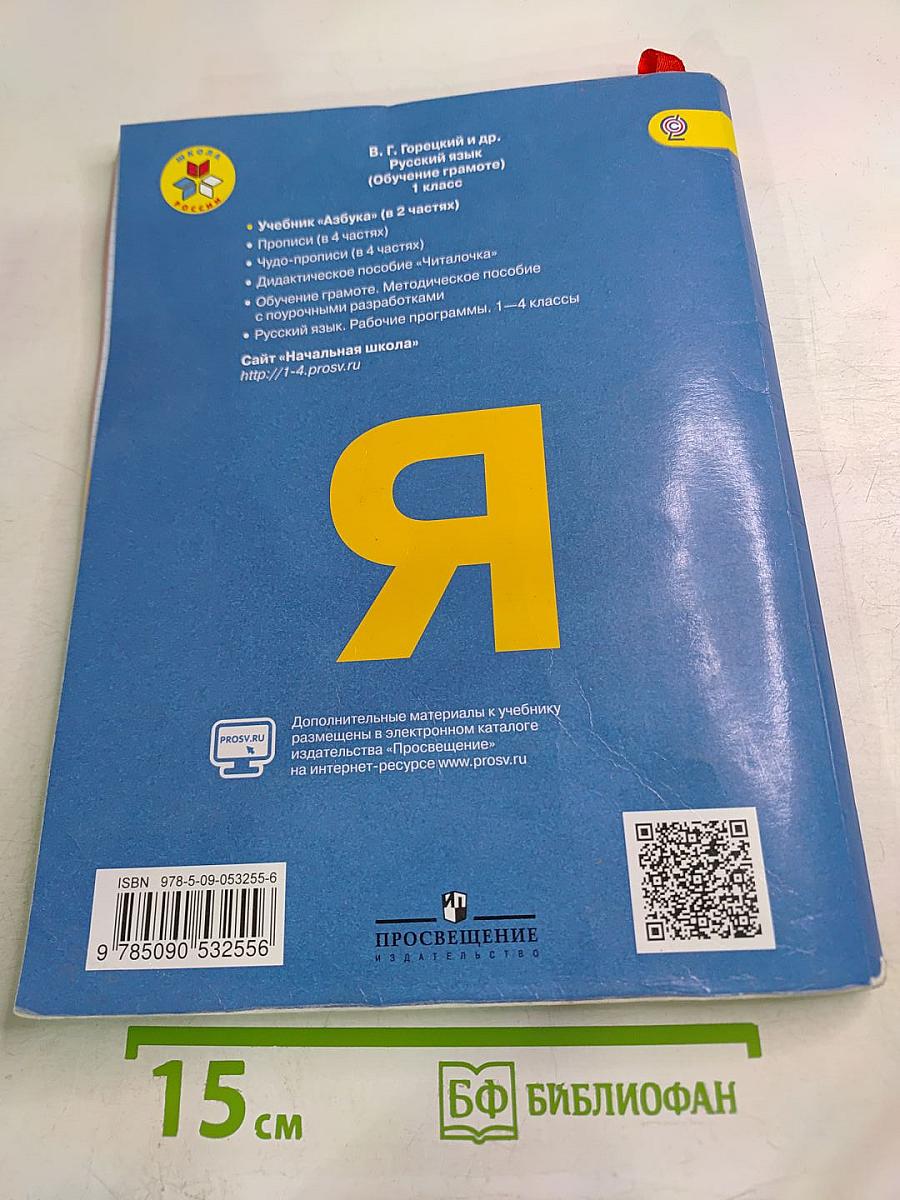 ШКОЛА
РОССИИ
В. Г. Горецкий и др.
Русский язык
(Обучение грамоте)
1 класс
• Учебник «Азбука» (в 2 частях)
• Прописи (в 4 частях)
• Чудо-прописи (в 4 частях)
• Дидактическое пособие «Читалочка»
• Обучение грамоте. Методическое пособие
с поурочными разработками
• Русский язык. Рабочие программы. 1—4 классы
Сайт «Начальная школа»
http://1-4.prosv.ru
Я
PROSV.RU
Дополнительные материалы к учебнику
размещены в электронном каталоге
издательства «Просвещение»
на интернет-ресурсе www.prosv.ru
ISBN 978-5-09-053255-6
9 785090 532556
ПРОСВЕЩЕНИЕ
ИЗДАТЕЛЬСТВО
15 см
БФ БИБЛИОФАН